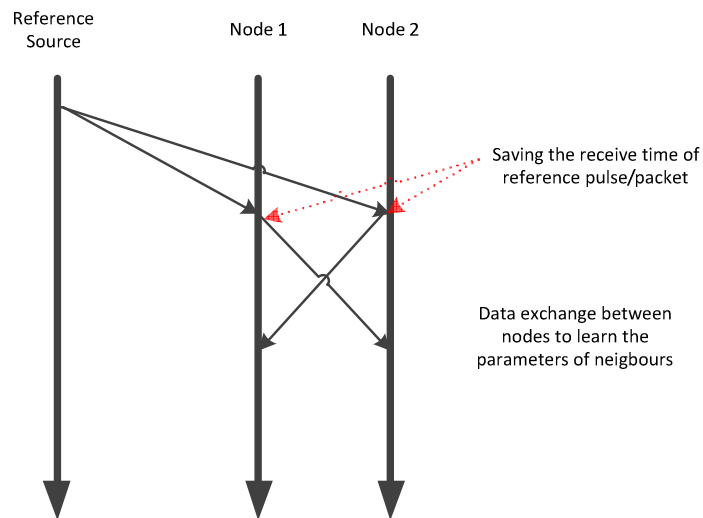 Reference
Source
Node 1
Node 2
Saving the receive time of
reference pulse/packet
Data exchange between
nodes to learn the
parameters of neigbours